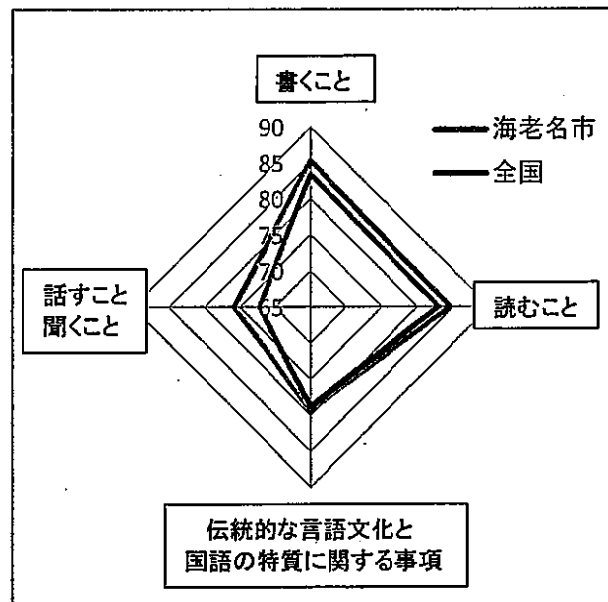 書くこと
90
85
80
75
70
65
海老名市
全国
話すこと
聞くこと
読むこと
伝統的な言語文化と
国語の特質に関する事項